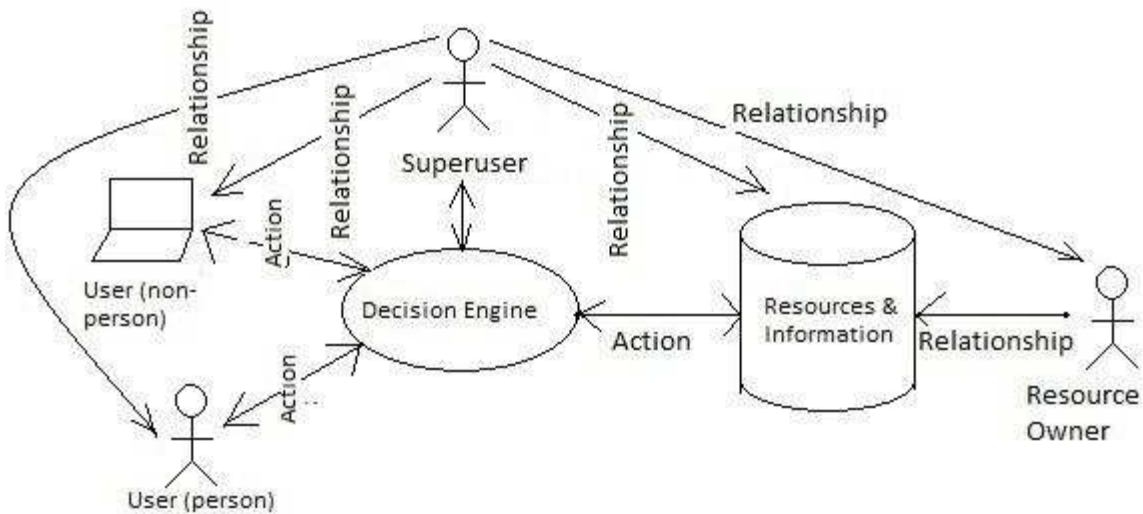 Relationship
Relationship
Superuser
Relationship
Relationship
Action
User (non-
person)
Decision Engine
Action
Resources &
Information
Relationship
Action
User (person)
Resource
Owner